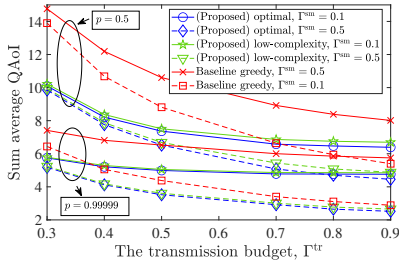 p = 0.5
(Proposed) optimal, Γˢᵐ = 0.1
(Proposed) optimal, Γˢᵐ = 0.5
(Proposed) low-complexity, Γˢᵐ = 0.1
(Proposed) low-complexity, Γˢᵐ = 0.5
Baseline greedy, Γˢᵐ = 0.5
Baseline greedy, Γˢᵐ = 0.1
p = 0.99999
Sum average QAoI
14
12
10
8
6
4
2
0.3 0.4 0.5 0.6 0.7 0.8 0.9
The transmission budget, Γᵗʳ